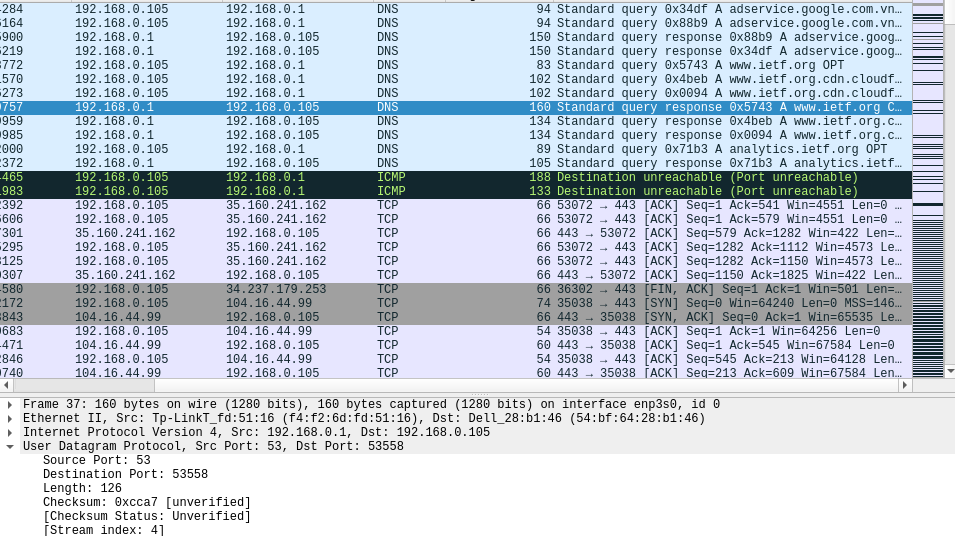 4284 192.168.0.105 192.168.0.1 DNS 94 Standard query 0x34df A adservice.google.com.vn…
6164 192.168.0.105 192.168.0.1 DNS 94 Standard query 0x88b9 A adservice.google.com.vn…
5900 192.168.0.1 192.168.0.105 DNS 150 Standard query response 0x88b9 A adservice.goog…
6219 192.168.0.1 192.168.0.105 DNS 150 Standard query response 0x34df A adservice.goog…
3772 192.168.0.105 192.168.0.1 DNS 83 Standard query 0x5743 A www.ietf.org OPT
1570 192.168.0.105 192.168.0.1 DNS 102 Standard query 0x4beb A www.ietf.org.cdn.cloudf…
6273 192.168.0.105 192.168.0.1 DNS 102 Standard query 0x0094 A www.ietf.org.cdn.cloudf…
9757 192.168.0.1 192.168.0.105 DNS 160 Standard query response 0x5743 A www.ietf.org C…
9959 192.168.0.1 192.168.0.105 DNS 134 Standard query response 0x4beb A www.ietf.org.c…
9985 192.168.0.1 192.168.0.105 DNS 134 Standard query response 0x0094 A www.ietf.org.c…
2000 192.168.0.105 192.168.0.1 DNS 89 Standard query 0x71b3 A analytics.ietf.org OPT
2372 192.168.0.1 192.168.0.105 DNS 105 Standard query response 0x71b3 A analytics.ietf…
4465 192.168.0.105 192.168.0.1 ICMP 188 Destination unreachable (Port unreachable)
1983 192.168.0.105 192.168.0.1 ICMP 133 Destination unreachable (Port unreachable)
2392 192.168.0.105 35.160.241.162 TCP 66 53072 → 443 [ACK] Seq=1 Ack=541 Win=4551 Len=0 …
6606 192.168.0.105 35.160.241.162 TCP 66 53072 → 443 [ACK] Seq=1 Ack=579 Win=4551 Len=0 …
7301 35.160.241.162 192.168.0.105 TCP 66 443 → 53072 [ACK] Seq=579 Ack=1282 Win=422 Len=…
5295 192.168.0.105 35.160.241.162 TCP 66 53072 → 443 [ACK] Seq=1282 Ack=1112 Win=4573 Le…
3125 192.168.0.105 35.160.241.162 TCP 66 53072 → 443 [ACK] Seq=1282 Ack=1150 Win=4573 Le…
9307 35.160.241.162 192.168.0.105 TCP 66 443 → 53072 [ACK] Seq=1150 Ack=1825 Win=422 Len…
4580 192.168.0.105 34.237.179.253 TCP 66 36302 → 443 [FIN, ACK] Seq=1 Ack=1 Win=501 Len=…
2172 192.168.0.105 104.16.44.99 TCP 74 35038 → 443 [SYN] Seq=0 Win=64240 Len=0 MSS=146…
3843 104.16.44.99 192.168.0.105 TCP 66 443 → 35038 [SYN, ACK] Seq=0 Ack=1 Win=65535 Le…
9683 192.168.0.105 104.16.44.99 TCP 54 35038 → 443 [ACK] Seq=1 Ack=1 Win=64256 Len=0
4471 104.16.44.99 192.168.0.105 TCP 60 443 → 35038 [ACK] Seq=1 Ack=545 Win=67584 Len=0
2846 192.168.0.105 104.16.44.99 TCP 54 35038 → 443 [ACK] Seq=545 Ack=213 Win=64128 Len…
9740 104.16.44.99 192.168.0.105 TCP 60 443 → 35038 [ACK] Seq=213 Ack=609 Win=67584 Len…
Frame 37: 160 bytes on wire (1280 bits), 160 bytes captured (1280 bits) on interface enp3s0, id 0
Ethernet II, Src: Tp-LinkT_fd:51:16 (f4:f2:6d:fd:51:16), Dst: Dell_28:b1:46 (54:bf:64:28:b1:46)
Internet Protocol Version 4, Src: 192.168.0.1, Dst: 192.168.0.105
User Datagram Protocol, Src Port: 53, Dst Port: 53558
Source Port: 53
Destination Port: 53558
Length: 126
Checksum: 0xcca7 [unverified]
[Checksum Status: Unverified]
[Stream index: 4]